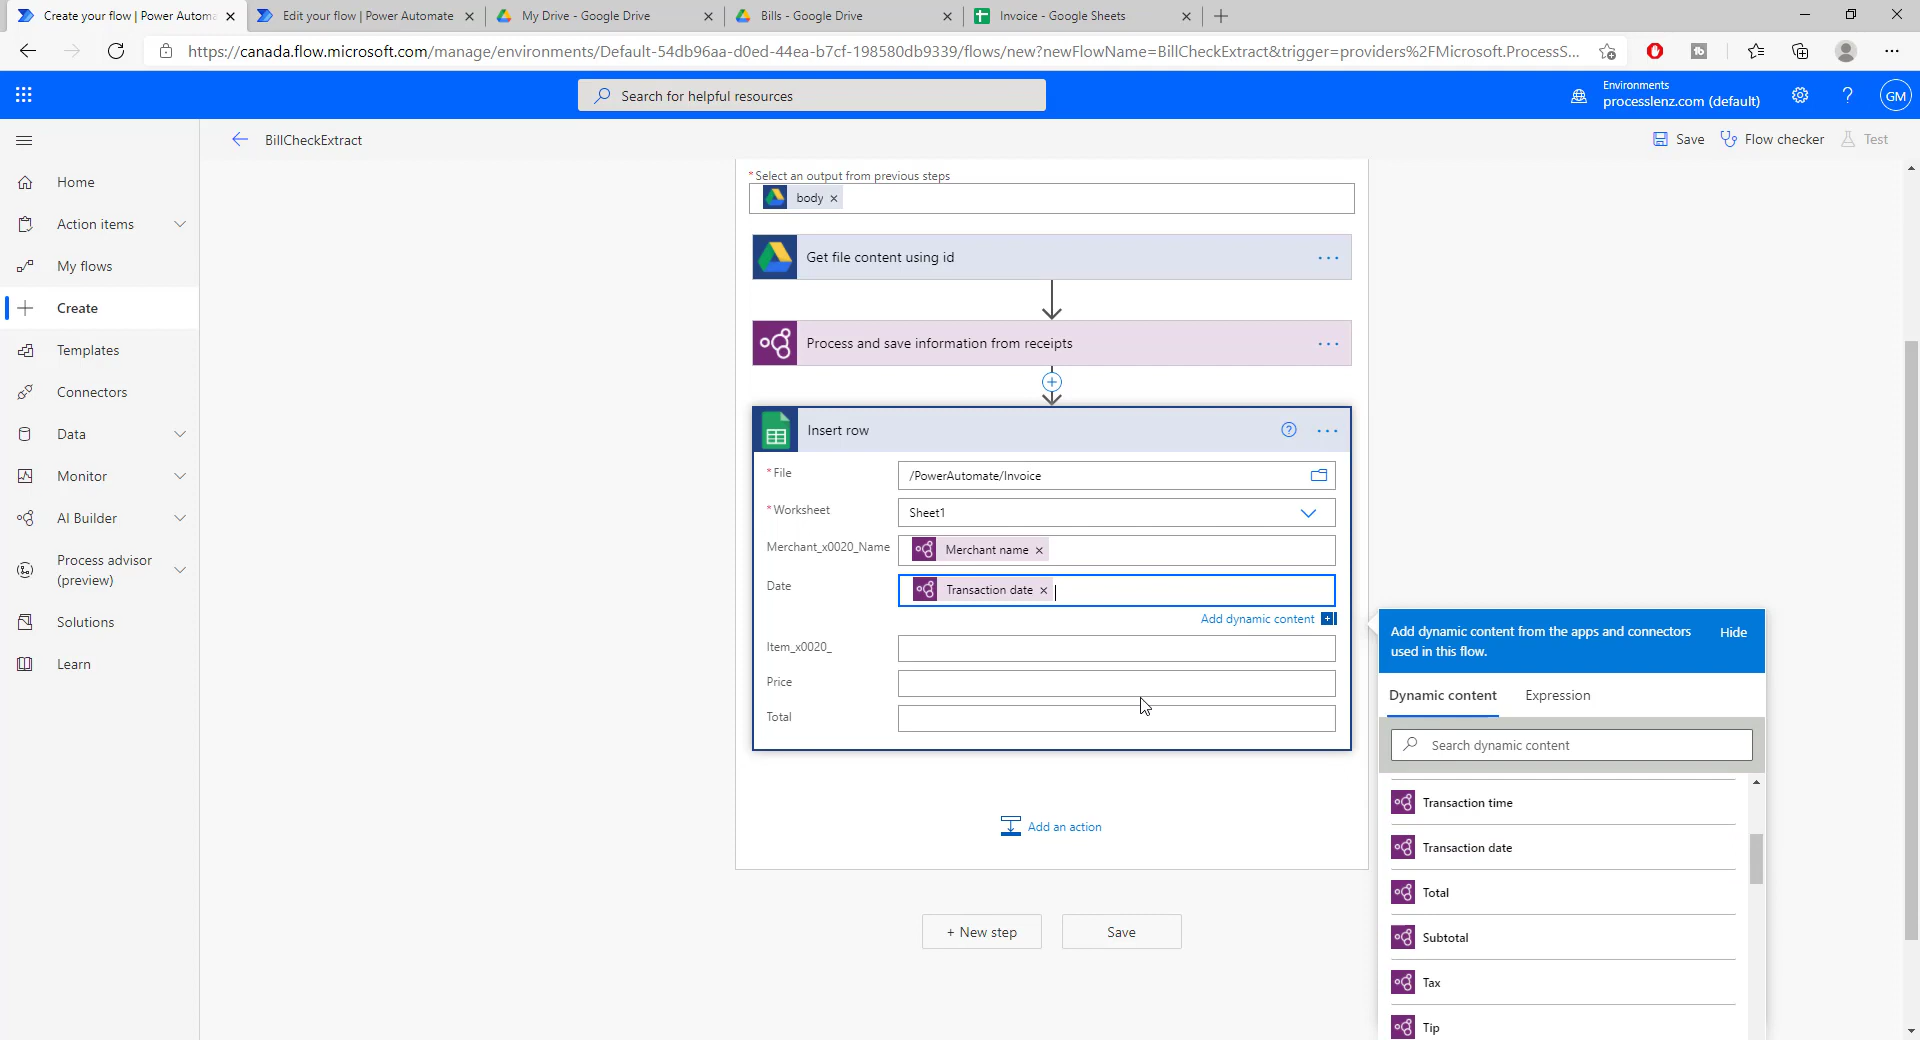 Create your flow | Power Automa
Edit your flow | Power Automate
My Drive - Google Drive
Bills - Google Drive
Invoice - Google Sheets
https://canada.flow.microsoft.com/manage/environments/Default-54db96aa-d0ed-44ea-b7cf-198580db9339/flows/new?newFlowName=BillCheckExtract&trigger=providers%2FMicrosoft.ProcessS...
Search for helpful resources
Environments
processlenz.com (default)
GM
BillCheckExtract
Save
Flow checker
Test
Home
Action items
My flows
Create
Templates
Connectors
Data
Monitor
AI Builder
Process advisor
(preview)
Solutions
Learn
* Select an output from previous steps
body
Get file content using id
Process and save information from receipts
Insert row
* File
/PowerAutomate/Invoice
* Worksheet
Sheet1
Merchant_x0020_Name
Merchant name
Date
Transaction date
Add dynamic content
Item_x0020_
Price
Total
Add an action
+ New step
Save
Add dynamic content from the apps and connectors
used in this flow.
Hide
Dynamic content
Expression
Search dynamic content
Transaction time
Transaction date
Total
Subtotal
Tax
Tip